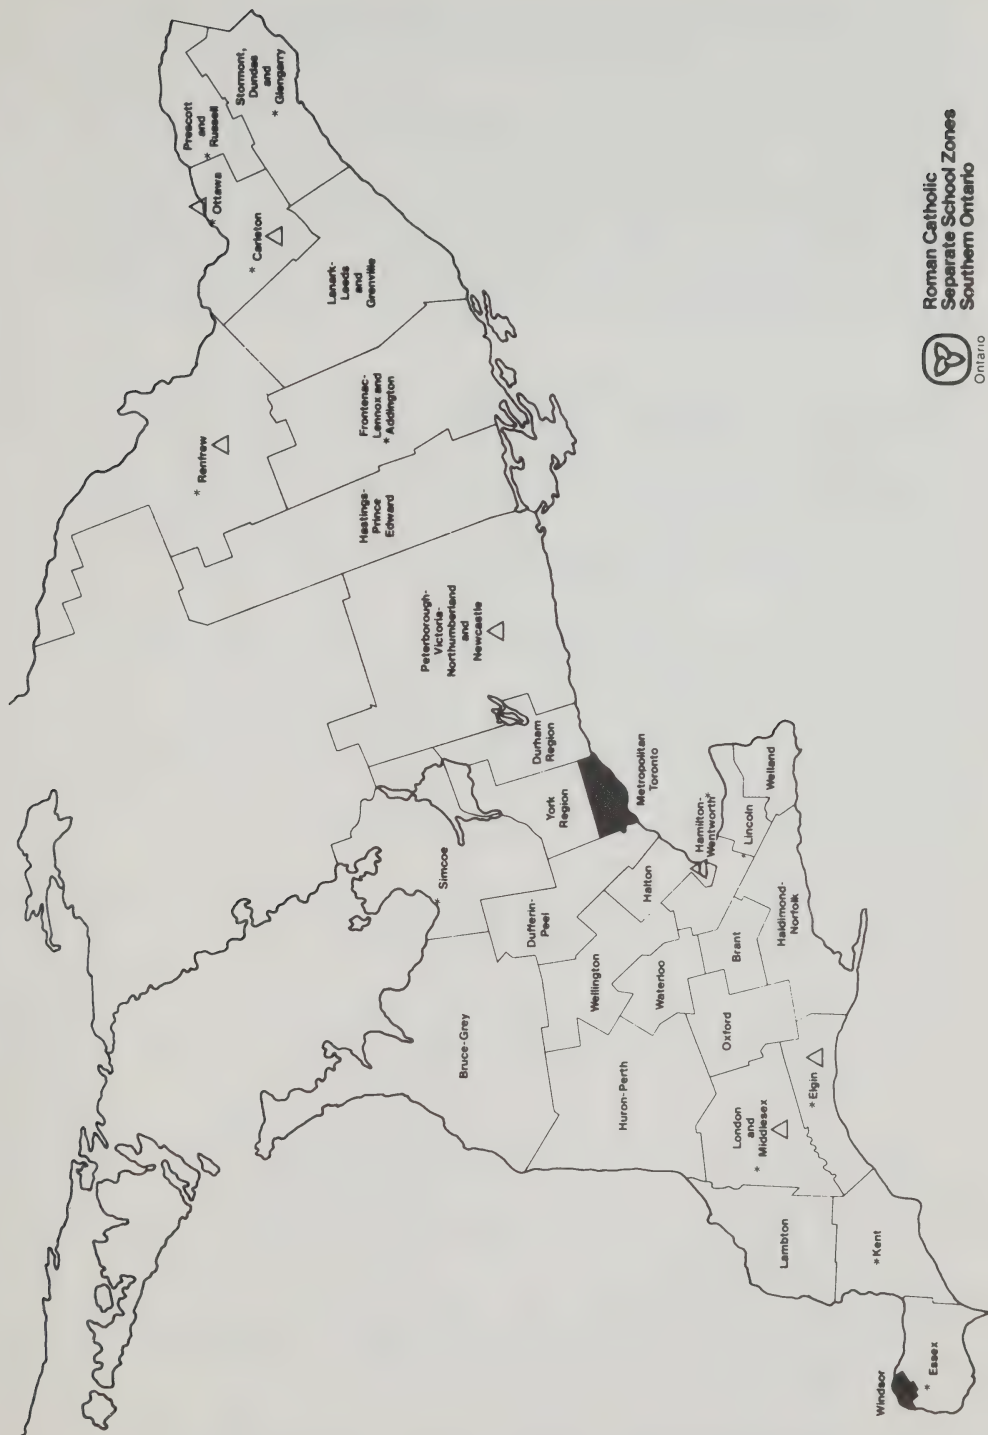 Roman Catholic
Separate School Zones
Southern Ontario
Ontario
Prescott
and
* Russell
Stormont,
Dundas
and
* Glengarry
* Ottawa
* Carleton
Lanark-
Leeds
and
Grenville
* Renfrew
Frontenac-
Lennox and
* Addington
Hastings-
Prince
Edward
Peterborough-
Victoria-
Northumberland
and
Newcastle
Durham
Region
York
Region
Metropolitan
Toronto
* Simcoe
Dufferin-
Peel
Halton
Hamilton-
Wentworth*
* Lincoln
Welland
Haldimand-
Norfolk
Brant
Wellington
Waterloo
Bruce-Grey
Huron-Perth
Oxford
London
and
* Middlesex
* Elgin
Lambton
* Kent
Windsor
* Essex